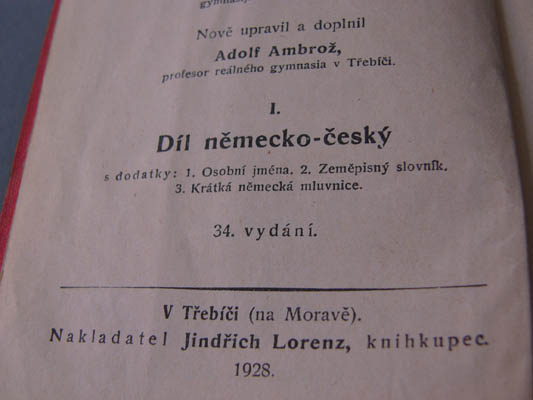 Nově upravil a doplnil
Adolf Ambrož,
profesor reálného gymnasia v Třebíči.
I.
Díl německo-český
s dodatky: 1. Osobní jména. 2. Zeměpisný slovník.
3. Krátká německá mluvnice.
34. vydání.
V Třebíči (na Moravě).
Nakladatel Jindřich Lorenz, knihkupec.
1928.